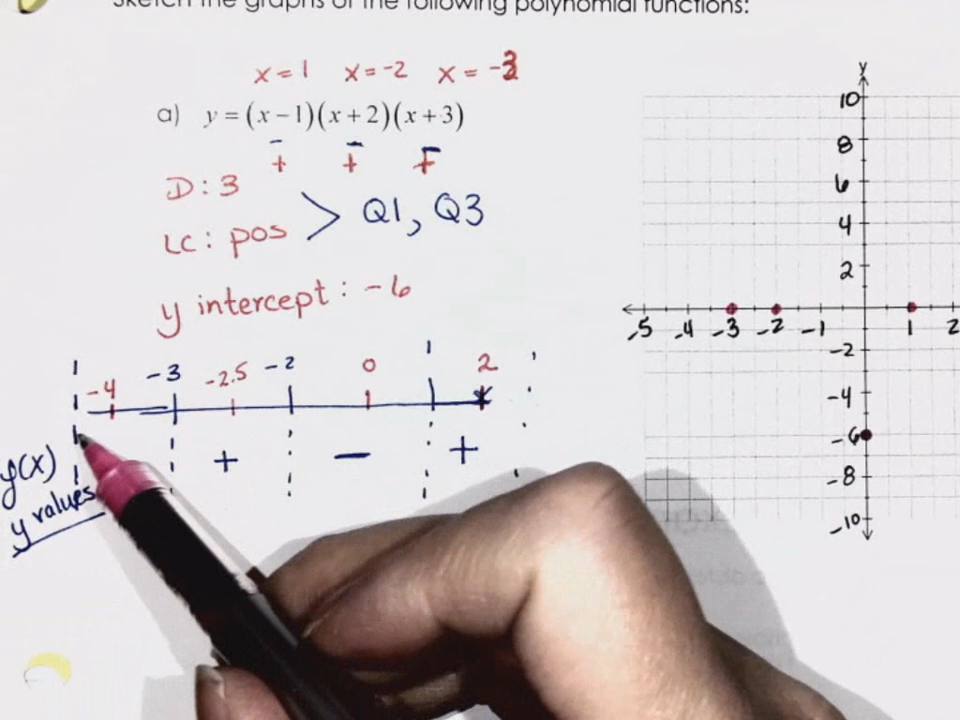 Sketch the graphs of the following polynomial functions:
x = 1 x = -2 x = -3
a) y = (x - 1)(x + 2)(x + 3)
- - -
+ + +
D: 3
LC: pos > Q1, Q3
y intercept: -6
-4 -3 -2.5 -2 0 1 2
+ - +
f(x)
y values
y
10
8
6
4
2
-5 -4 -3 -2 -1 1 2
-2
-4
-6
-8
-10